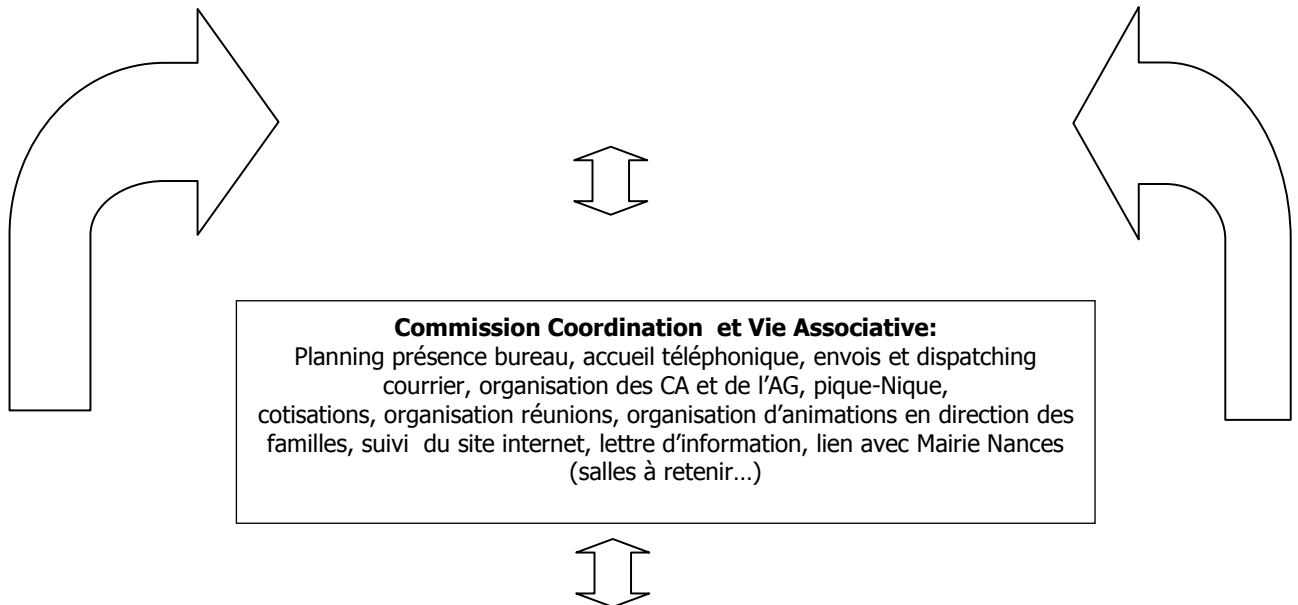 Commission Coordination  et Vie Associative:
Planning présence bureau, accueil téléphonique, envois et dispatching
courrier, organisation des CA et de l’AG, pique-Nique,
cotisations, organisation réunions, organisation d’animations en direction des
familles, suivi  du site internet, lettre d’information, lien avec Mairie Nances
(salles à retenir…)